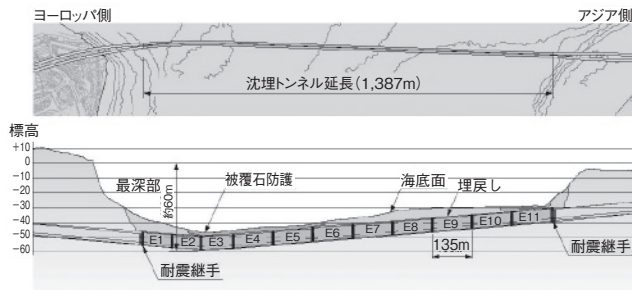 ヨーロッパ側
アジア側
沈埋トンネル延長（1,387m）
標高
+10
0
-10
-20
-30
-40
-50
-60
最深部
約60m
被覆石防護
海底面
埋戻し
E1 E2 E3 E4 E5 E6 E7 E8 E9 E10 E11
135m
耐震継手
耐震継手